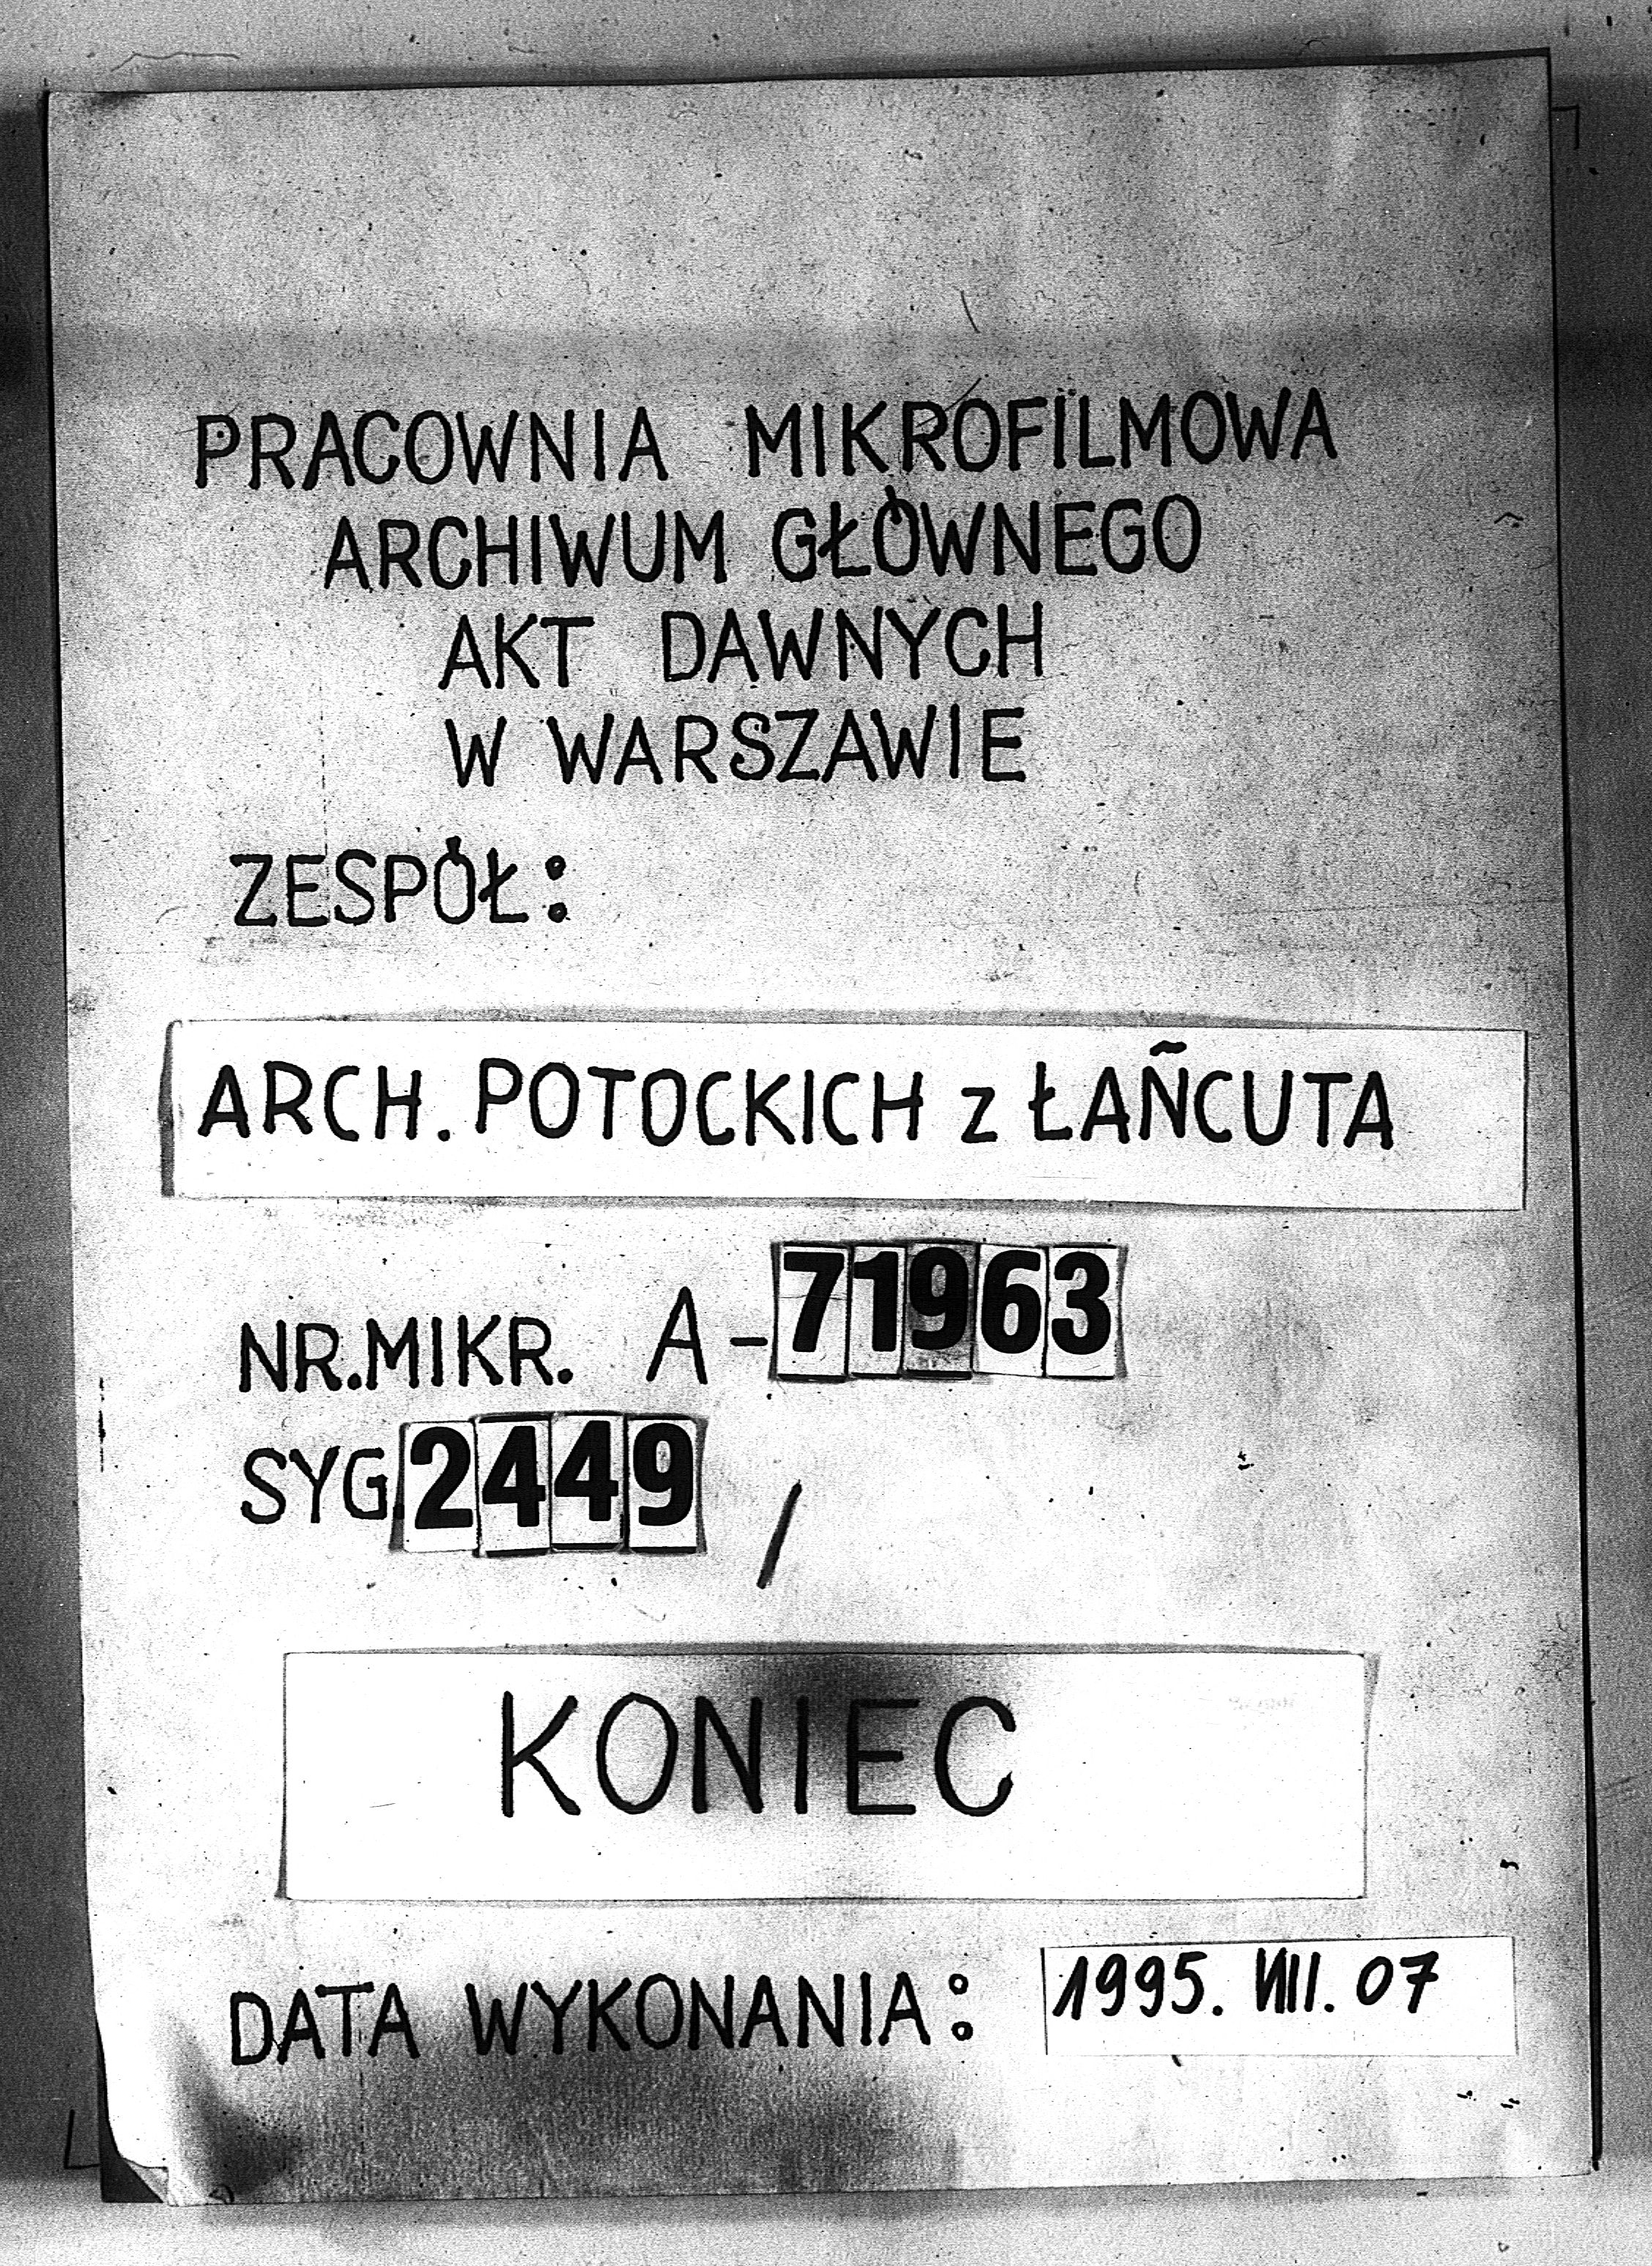 PRACOWNIA MIKROFILMOWA
ARCHIWUM GŁÓWNEGO
AKT DAWNYCH
W WARSZAWIE
ZESPÓŁ:
ARCH. POTOCKICH z ŁAŃCUTA
NR.MIKR. A-71963
SYG.2449 /
KONIEC
DATA WYKONANIA: 1995. VIII. 07